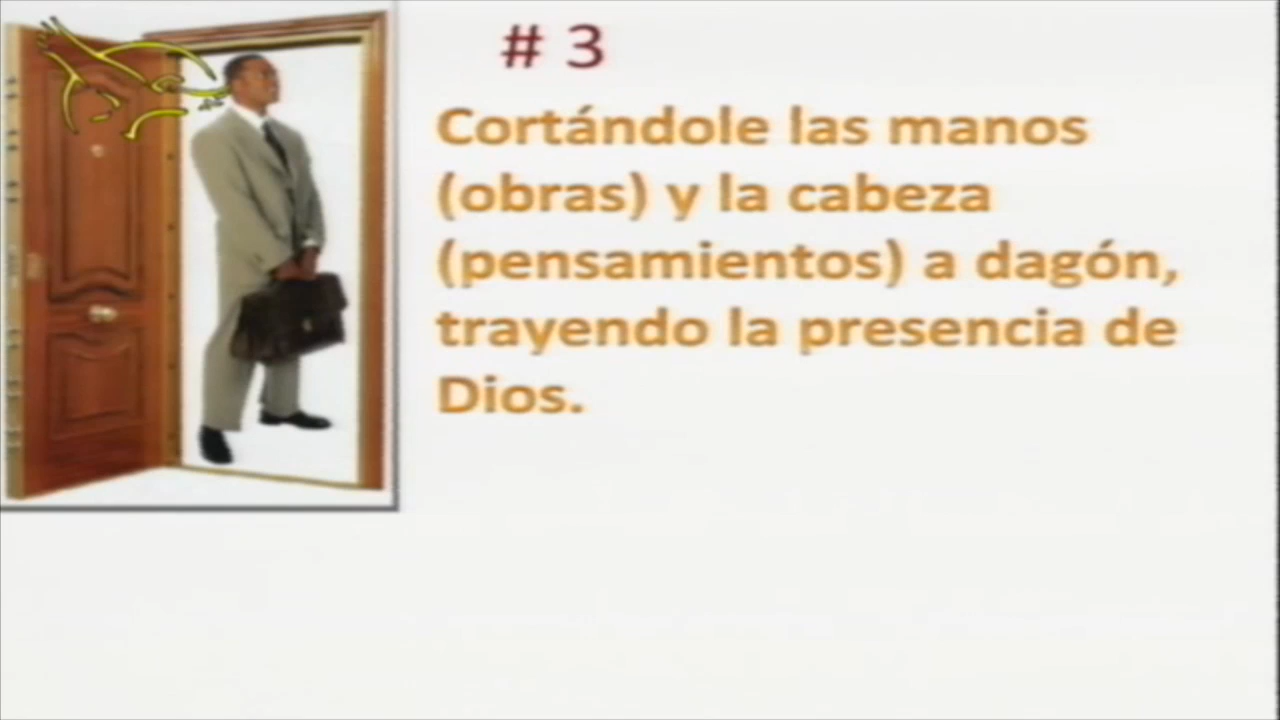 # 3
Cortándole las manos
(obras) y la cabeza
(pensamientos) a dagón,
trayendo la presencia de
Dios.